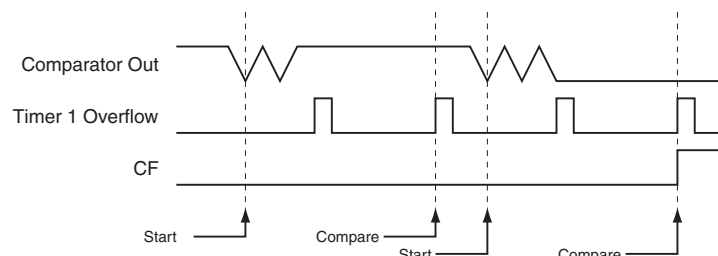 Comparator Out
Timer 1 Overflow
CF
Start
Compare
Start
Compare